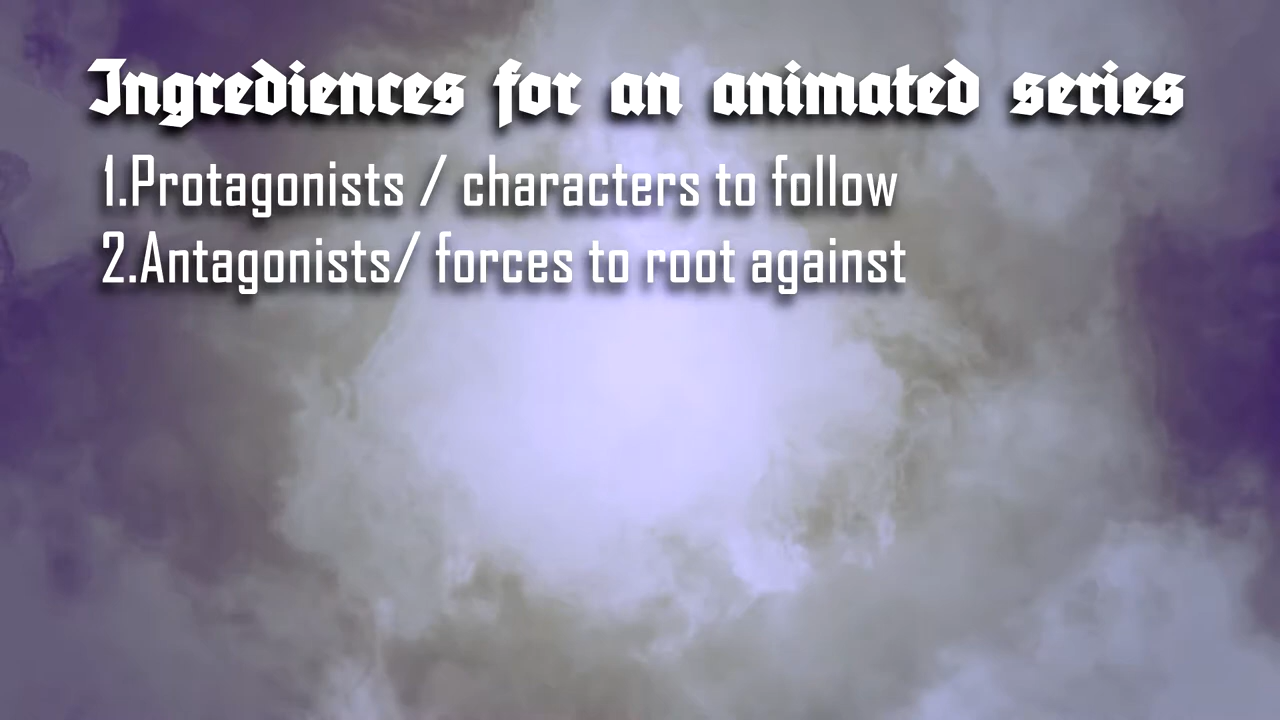 Ingrediences for an animated series
1.Protagonists / characters to follow
2.Antagonists/ forces to root against